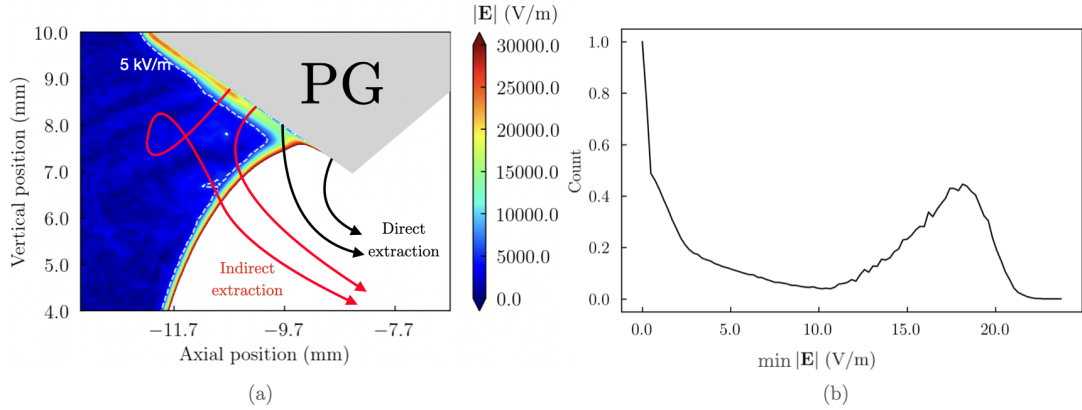 |E| (V/m)
10.0
9.0
8.0
7.0
6.0
5.0
4.0
Vertical position (mm)
5 kV/m
PG
Direct
extraction
Indirect
extraction
−11.7
−9.7
−7.7
Axial position (mm)
30000.0
25000.0
20000.0
15000.0
10000.0
5000.0
0.0
(a)
1.0
0.8
0.6
0.4
0.2
0.0
Count
0.0
5.0
10.0
15.0
20.0
min |E| (V/m)
(b)